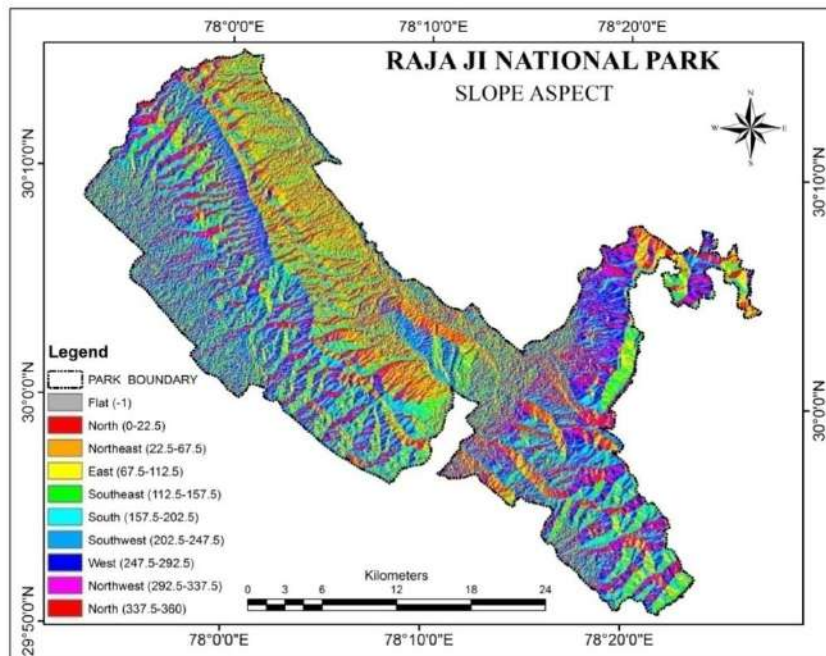 78°0'0"E 78°10'0"E 78°20'0"E
RAJA JI NATIONAL PARK
SLOPE ASPECT
N
W E
S
30°10'0"N
30°10'0"N
30°0'0"N
30°0'0"N
29°50'0"N
Legend
PARK BOUNDARY
Flat (-1)
North (0-22.5)
Northeast (22.5-67.5)
East (67.5-112.5)
Southeast (112.5-157.5)
South (157.5-202.5)
Southwest (202.5-247.5)
West (247.5-292.5)
Northwest (292.5-337.5)
North (337.5-360)
Kilometers
0 3 6 12 18 24
78°0'0"E 78°10'0"E 78°20'0"E